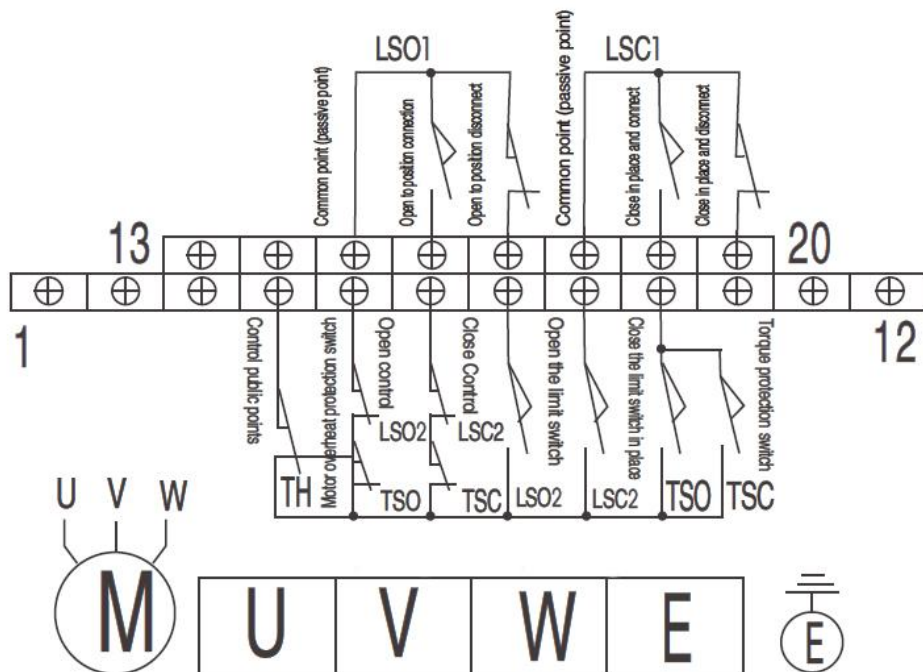 LSO1
LSC1
Common point (passive point)
Open to position connection
Open to position disconnect
Common point (passive point)
Close in place and connect
Close in place and disconnect
13
20
1
12
Control public points
Motor overheat protection switch
Open control
Close Control
Open the limit switch
Close the limit switch in place
Torque protection switch
LSO2
LSC2
TH
TSO
TSC
LSO2
LSC2
TSO
TSC
U V W
M
U V W E
E